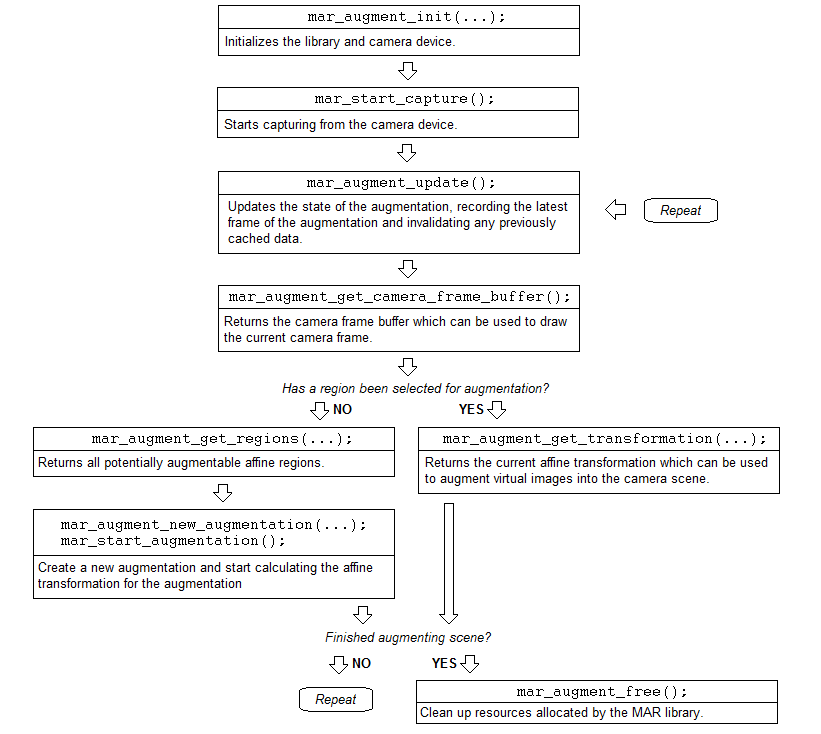 mar_augment_init(...);
Initializes the library and camera device.
mar_start_capture();
Starts capturing from the camera device.
mar_augment_update();
Updates the state of the augmentation, recording the latest
frame of the augmentation and invalidating any previously
cached data.
Repeat
mar_augment_get_camera_frame_buffer();
Returns the camera frame buffer which can be used to draw
the current camera frame.
Has a region been selected for augmentation?
NO
YES
mar_augment_get_regions(...);
Returns all potentially augmentable affine regions.
mar_augment_get_transformation(...);
Returns the current affine transformation which can be used
to augment virtual images into the camera scene.
mar_augment_new_augmentation(...);
mar_start_augmentation();
Create a new augmentation and start calculating the affine
transformation for the augmentation
Finished augmenting scene?
NO
YES
Repeat
mar_augment_free();
Clean up resources allocated by the MAR library.